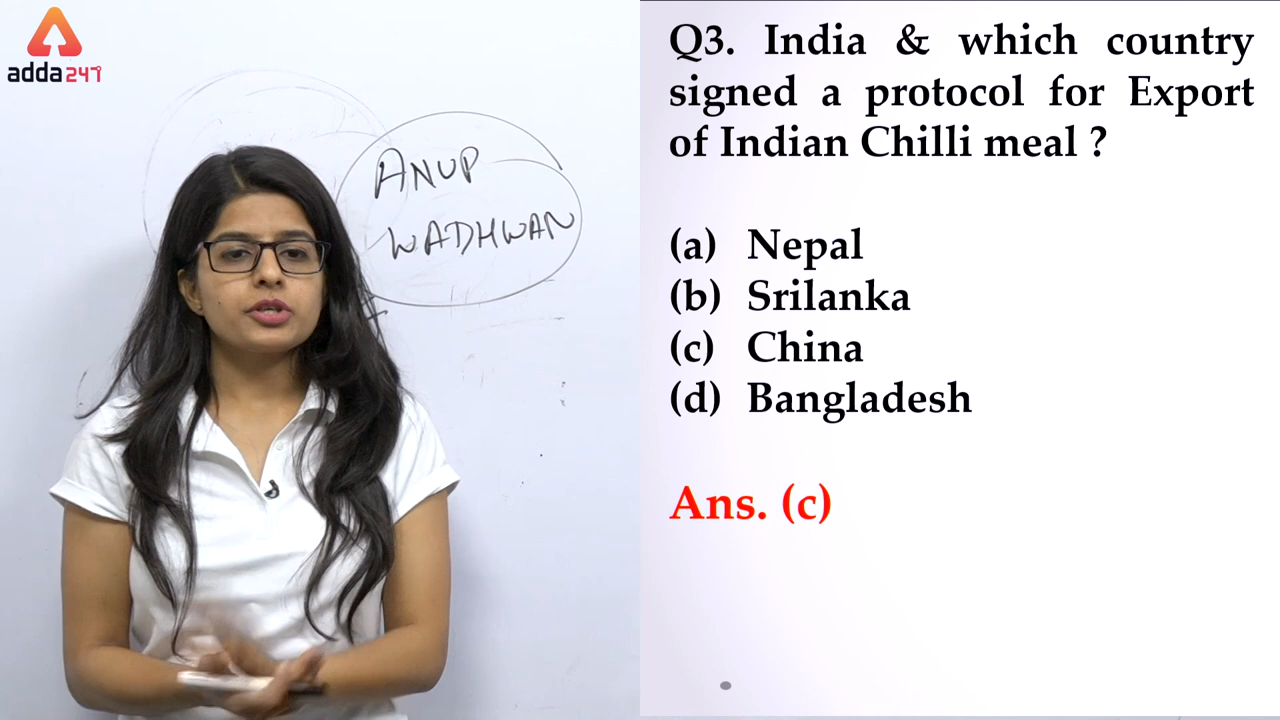 adda247
ANUP
WADHWAN
Q3. India & which country
signed a protocol for Export
of Indian Chilli meal ?
(a) Nepal
(b) Srilanka
(c) China
(d) Bangladesh
Ans. (c)